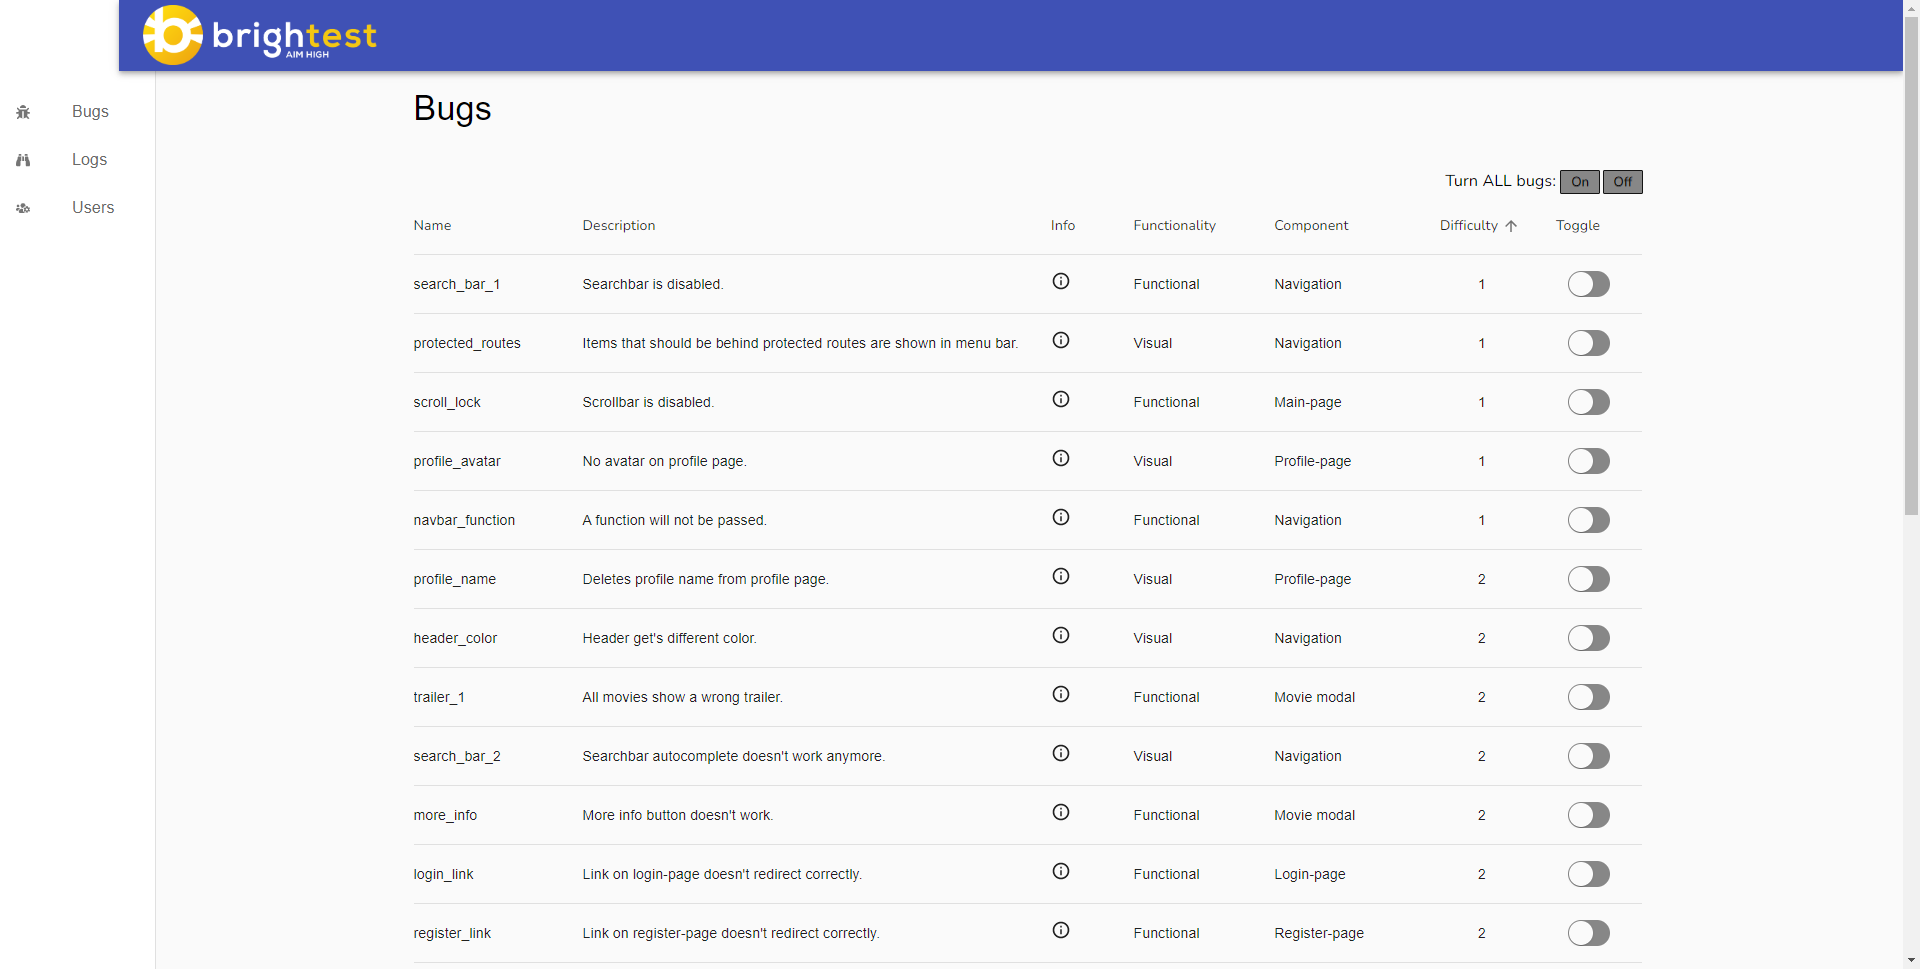 brightest
AIM HIGH
Bugs
Logs
Users
Bugs
Turn ALL bugs: On Off
Name Description Info Functionality Component Difficulty Toggle
search_bar_1 Searchbar is disabled. Functional Navigation 1
protected_routes Items that should be behind protected routes are shown in menu bar. Visual Navigation 1
scroll_lock Scrollbar is disabled. Functional Main-page 1
profile_avatar No avatar on profile page. Visual Profile-page 1
navbar_function A function will not be passed. Functional Navigation 1
profile_name Deletes profile name from profile page. Visual Profile-page 2
header_color Header get's different color. Visual Navigation 2
trailer_1 All movies show a wrong trailer. Functional Movie modal 2
search_bar_2 Searchbar autocomplete doesn't work anymore. Visual Navigation 2
more_info More info button doesn't work. Functional Movie modal 2
login_link Link on login-page doesn't redirect correctly. Functional Login-page 2
register_link Link on register-page doesn't redirect correctly. Functional Register-page 2